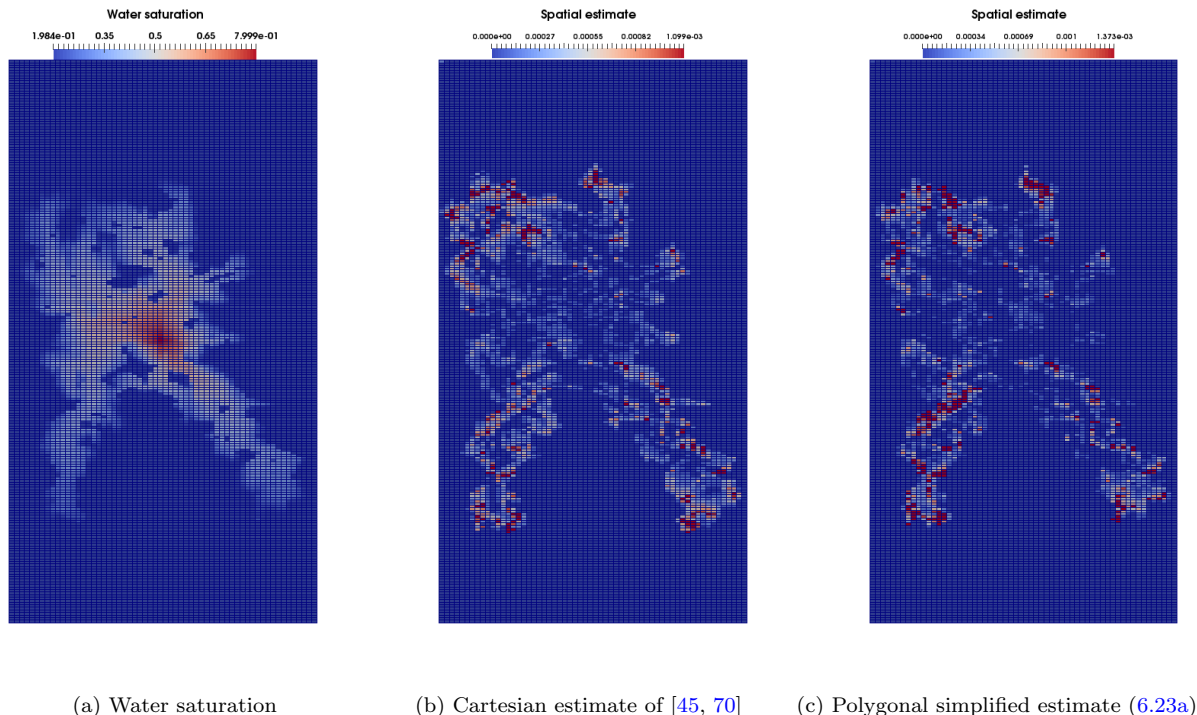 Water saturation
1.984e-01 0.35 0.5 0.65 7.999e-01
Spatial estimate
0.000e+00 0.00027 0.00055 0.00082 1.099e-03
Spatial estimate
0.000e+00 0.00034 0.00069 0.001 1.373e-03
(a) Water saturation
(b) Cartesian estimate of [45, 70]
(c) Polygonal simplified estimate (6.23a)